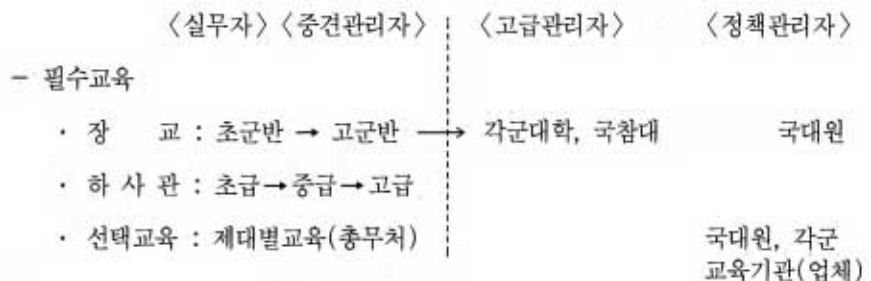 〈실무자〉〈중견관리자〉 〈고급관리자〉 〈정책관리자〉
- 필수교육
· 장 교 : 초군반 → 고군반 → 각군대학, 국참대 국대원
· 하 사 관 : 초급→중급→고급
· 선택교육 : 제대별교육(총무처) 국대원, 각군
교육기관(업체)